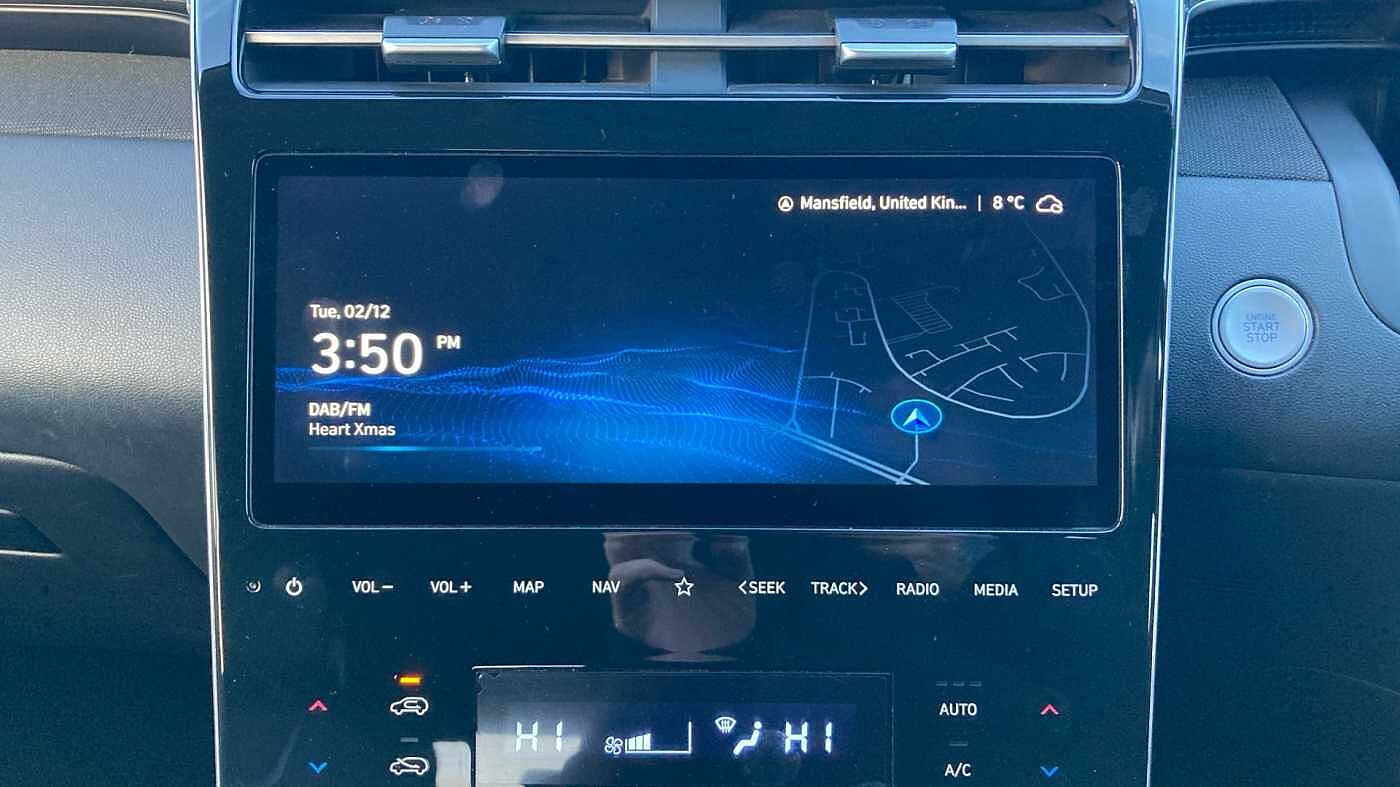 Mansfield, United Kin... | 8 °C
Tue, 02/12
3:50 PM
DAB/FM
Heart Xmas
ENGINE
START
STOP
VOL− VOL+ MAP NAV <SEEK TRACK> RADIO MEDIA SETUP
AUTO
HI HI
A/C